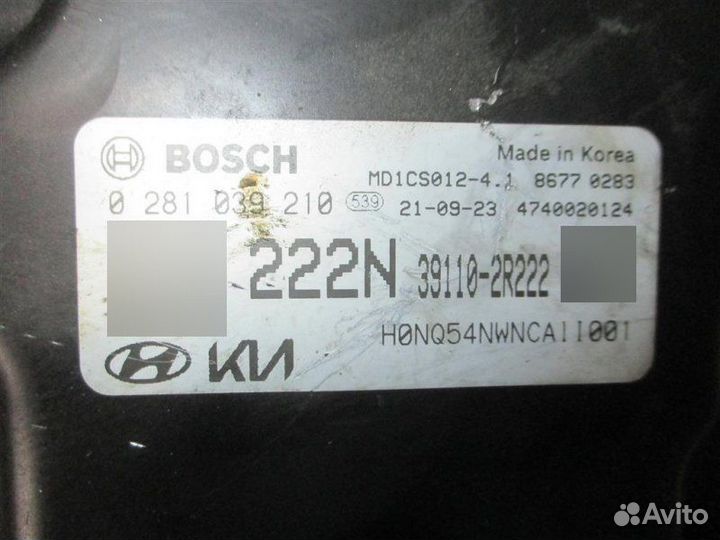 BOSCH
Made in Korea
MD1CS012-4.1 8677 0283
0 281 039 210 539 21-09-23 4740020124
222N 39110-2R222
H0NQ54NWNCAII001
KIA
Avito